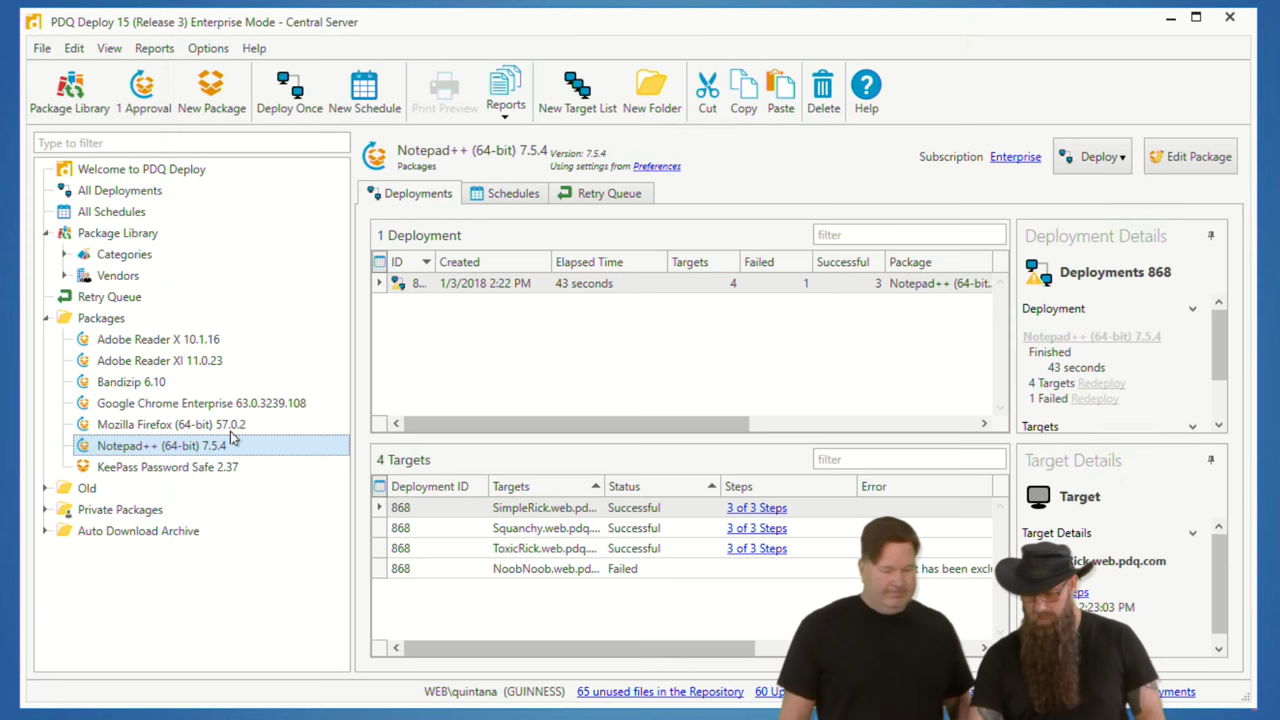 PDQ Deploy 15 (Release 3) Enterprise Mode - Central Server
File Edit View Reports Options Help
Package Library 1 Approval New Package Deploy Once New Schedule Print Preview Reports New Target List New Folder Cut Copy Paste Delete Help
Type to filter
Welcome to PDQ Deploy
All Deployments
All Schedules
Package Library
Categories
Vendors
Retry Queue
Packages
Adobe Reader X 10.1.16
Adobe Reader XI 11.0.23
Bandizip 6.10
Google Chrome Enterprise 63.0.3239.108
Mozilla Firefox (64-bit) 57.0.2
Notepad++ (64-bit) 7.5.4
KeePass Password Safe 2.37
Old
Private Packages
Auto Download Archive
Notepad++ (64-bit) 7.5.4 Version: 7.5.4
Packages Using settings from Preferences
Subscription Enterprise Deploy Edit Package
Deployments Schedules Retry Queue
1 Deployment filter
ID Created Elapsed Time Targets Failed Successful Package
8... 1/3/2018 2:22 PM 43 seconds 4 1 3 Notepad++ (64-bit...
4 Targets filter
Deployment ID Targets Status Steps Error
868 SimpleRick.web.pdq.... Successful 3 of 3 Steps
868 Squanchy.web.pdq.... Successful 3 of 3 Steps
868 ToxicRick.web.pdq.... Successful 3 of 3 Steps
868 NoobNoob.web.pd... Failed t has been excl
Deployment Details
Deployments 868
Deployment
Notepad++ (64-bit) 7.5.4
Finished
43 seconds
4 Targets Redeploy
1 Failed Redeploy
Targets
Target Details
Target
Target Details
ick.web.pdq.com
eps
2:23:03 PM
WEB\quintana (GUINNESS) 65 unused files in the Repository 60 Up ments